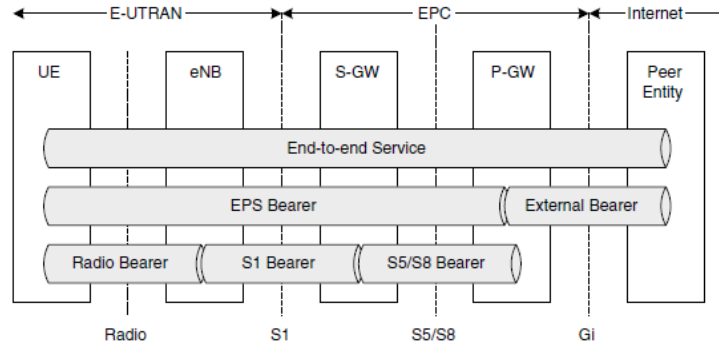 E-UTRAN EPC Internet
UE eNB S-GW P-GW Peer
Entity
End-to-end Service
EPS Bearer External Bearer
Radio Bearer S1 Bearer S5/S8 Bearer
Radio S1 S5/S8 Gi